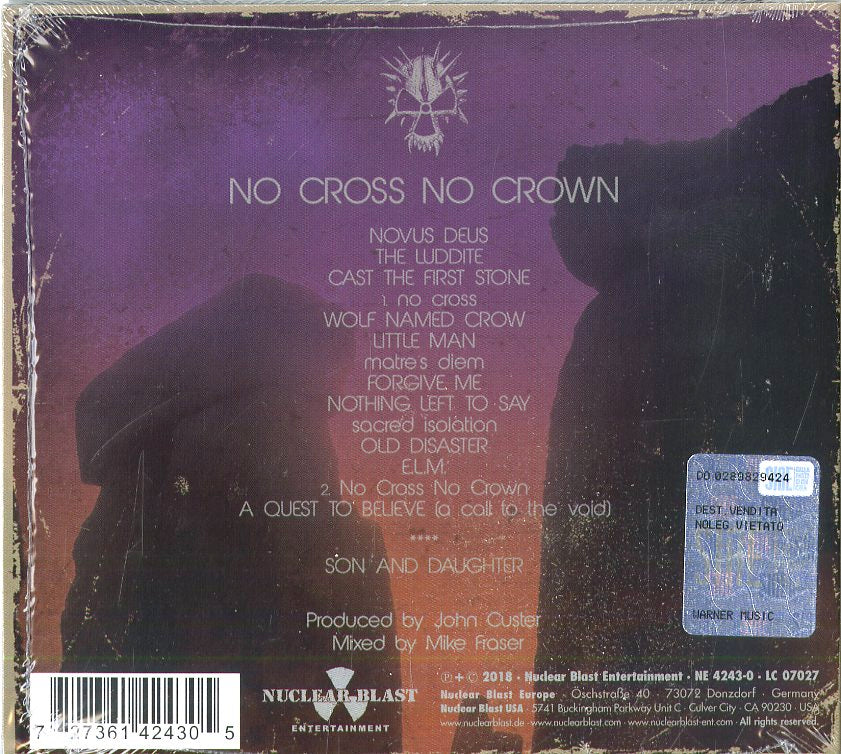 NO CROSS NO CROWN
NOVUS DEUS
THE LUDDITE
CAST THE FIRST STONE
1. no cross
WOLF NAMED CROW
LITTLE MAN
matre's diem
FORGIVE ME
NOTHING LEFT TO SAY
sacred isolation
OLD DISASTER
E.L.M.
2. No Cross No Crown
A QUEST TO BELIEVE (a call to the void)
****
SON AND DAUGHTER
Produced by John Custer
Mixed by Mike Fraser
DO 0289829424
SIAE
DEST.VENDITA
NOLEG.VIETATO
WARNER MUSIC
NUCLEAR BLAST
ENTERTAINMENT
℗ + © 2018 · Nuclear Blast Entertainment · NE 4243-0 · LC 07027
Nuclear Blast Europe · Öschstraße 40 · 73072 Donzdorf · Germany
Nuclear Blast USA · 5741 Buckingham Parkway Unit C · Culver City · CA 90230 · USA
www.nuclearblast.de · www.nuclearblast.com · www.nuclearblast-ent.com · All rights reserved.
7 27361 42430 5